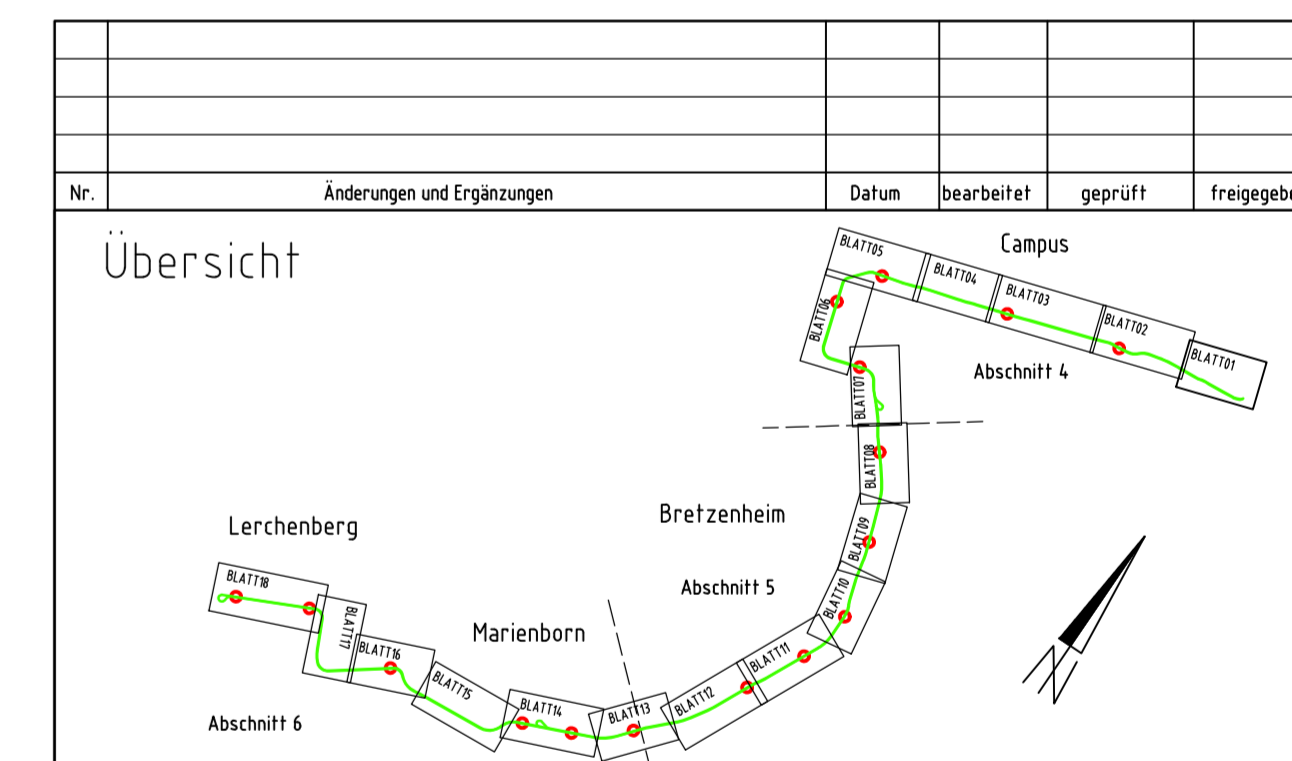 Nr. Änderungen und Ergänzungen Datum bearbeitet geprüft freigegebe
Übersicht
Campus
BLATT05
BLATT04
BLATT03
BLATT02
BLATT01
BLATT06
Abschnitt 4
BLATT07
BLATT08
Bretzenheim
Lerchenberg
BLATT09
BLATT18
Abschnitt 5
BLATT10
BLATT17
Marienborn
BLATT16
BLATT11
BLATT15
BLATT12
BLATT14
BLATT13
Abschnitt 6
N